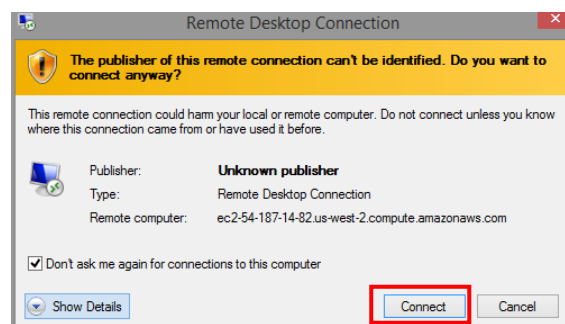 Remote Desktop Connection
The publisher of this remote connection can't be identified. Do you want to
connect anyway?
This remote connection could harm your local or remote computer. Do not connect unless you know
where this connection came from or have used it before.
Publisher: Unknown publisher
Type: Remote Desktop Connection
Remote computer: ec2-54-187-14-82.us-west-2.compute.amazonaws.com
Don't ask me again for connections to this computer
Show Details Connect Cancel